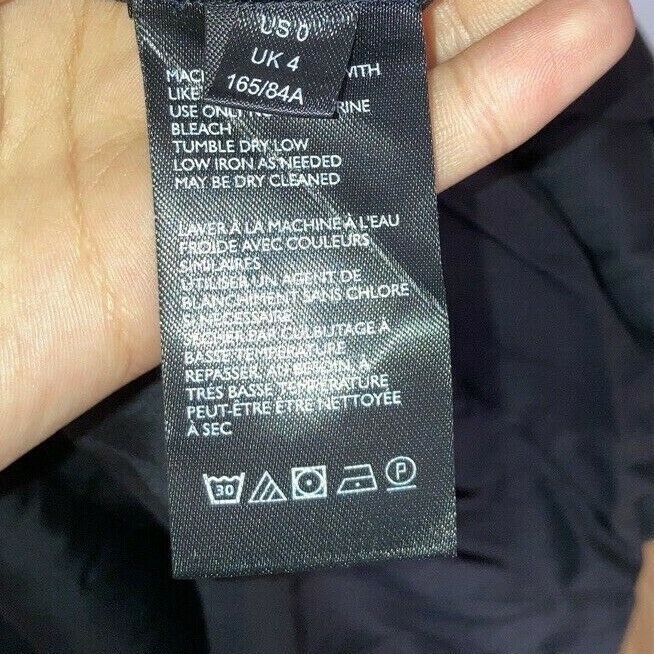 US 0
UK 4
165/84A
WITH
LIKE
USE ONLY
BLEACH
TUMBLE DRY LOW
LOW IRON AS NEEDED
MAY BE DRY CLEANED
LAVER À LA MACHINE À L'EAU
FROIDE AVEC COULEURS
SIMILAIRES
UTILISER UN AGENT DE
BLANCHIMENT SANS CHLORE
SI NÉCESSAIRE
SÉCHER PAR CULBUTAGE À
BASSE TEMPÉRATURE
REPASSER, AU BESOIN, À
TRÈS BASSE TEMPÉRATURE
PEUT-ÊTRE ÊTRE NETTOYÉE
À SEC
30 P